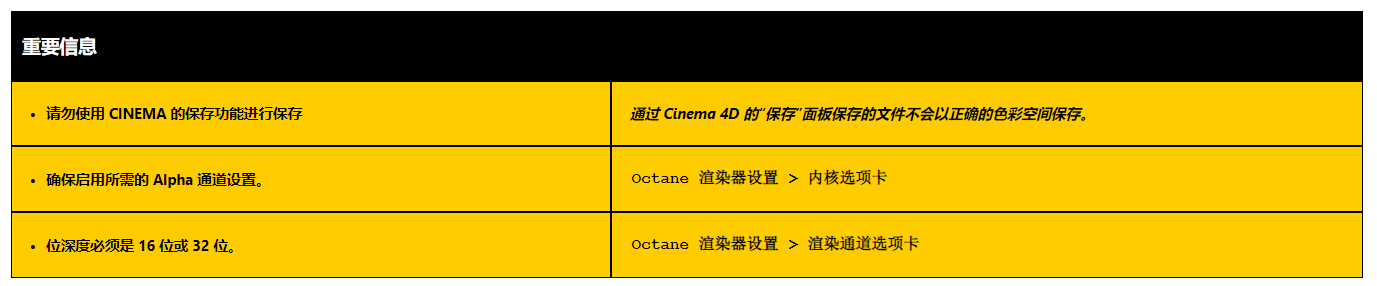 重要信息
• 请勿使用 CINEMA 的保存功能进行保存
通过 Cinema 4D 的“保存”面板保存的文件不会以正确的色彩空间保存。
• 确保启用所需的 Alpha 通道设置。
Octane 渲染器设置 > 内核选项卡
• 位深度必须是 16 位或 32 位。
Octane 渲染器设置 > 渲染通道选项卡